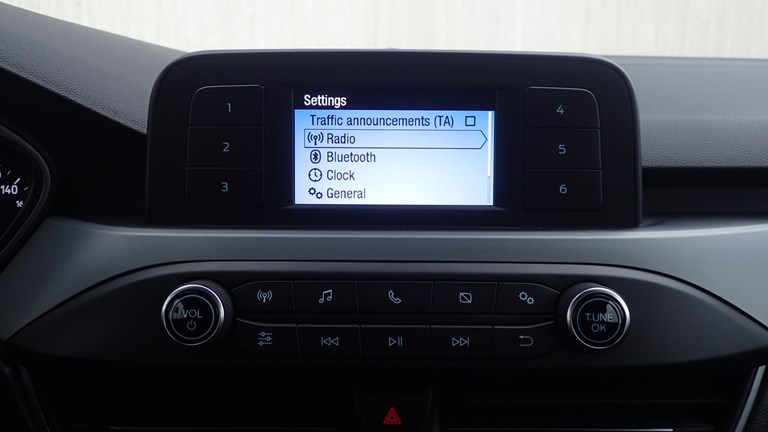 Settings
Traffic announcements (TA)
Radio
Bluetooth
Clock
General
1
2
3
4
5
6
140
VOL
TUNE
OK